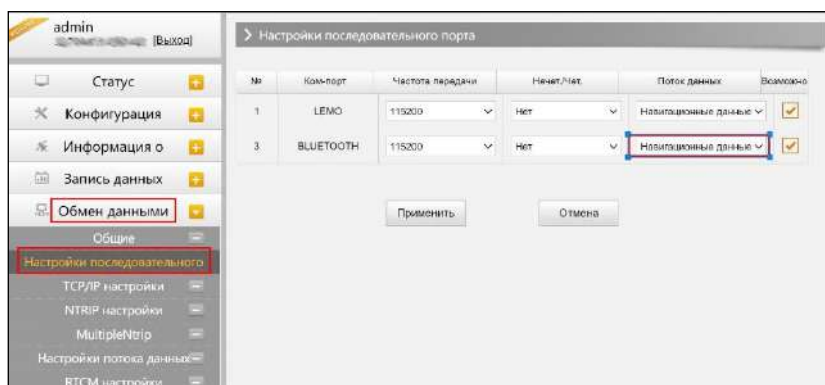 admin
[Выход]
Статус
Конфигурация
Информация о
Запись данных
Обмен данными
Общие
Настройки последовательного
TCP/IP настройки
NTRIP настройки
MultipleNtrip
Настройки потока данных
RTCM настройки
Настройки последовательного порта
№ Ком-порт Частота передачи Нечет./Чет. Поток данных Возможно
1 LEMO 115200 Нет Навигационные данные
3 BLUETOOTH 115200 Нет Навигационные данные
Применить Отмена